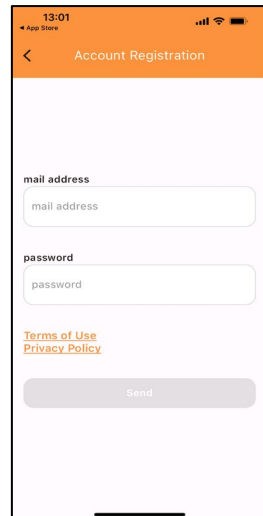 13:01
◀ App Store
Account Registration
mail address
mail address
password
password
Terms of Use
Privacy Policy
Send